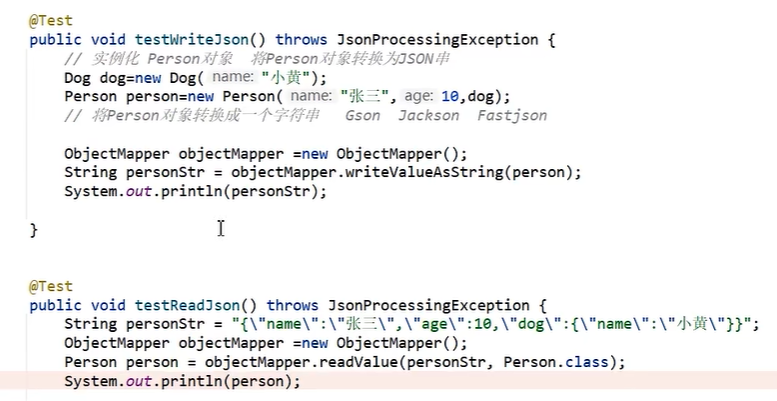 @Test
public void testWriteJson() throws JsonProcessingException {
// 实例化 Person对象 将Person对象转换为JSON串
Dog dog=new Dog( name: "小黄");
Person person=new Person( name: "张三", age: 10,dog);
// 将Person对象转换成一个字符串 Gson Jackson Fastjson
ObjectMapper objectMapper =new ObjectMapper();
String personStr = objectMapper.writeValueAsString(person);
System.out.println(personStr);
}
@Test
public void testReadJson() throws JsonProcessingException {
String personStr = "{\"name\":\"张三\",\"age\":10,\"dog\":{\"name\":\"小黄\"}}";
ObjectMapper objectMapper =new ObjectMapper();
Person person = objectMapper.readValue(personStr, Person.class);
System.out.println(person);